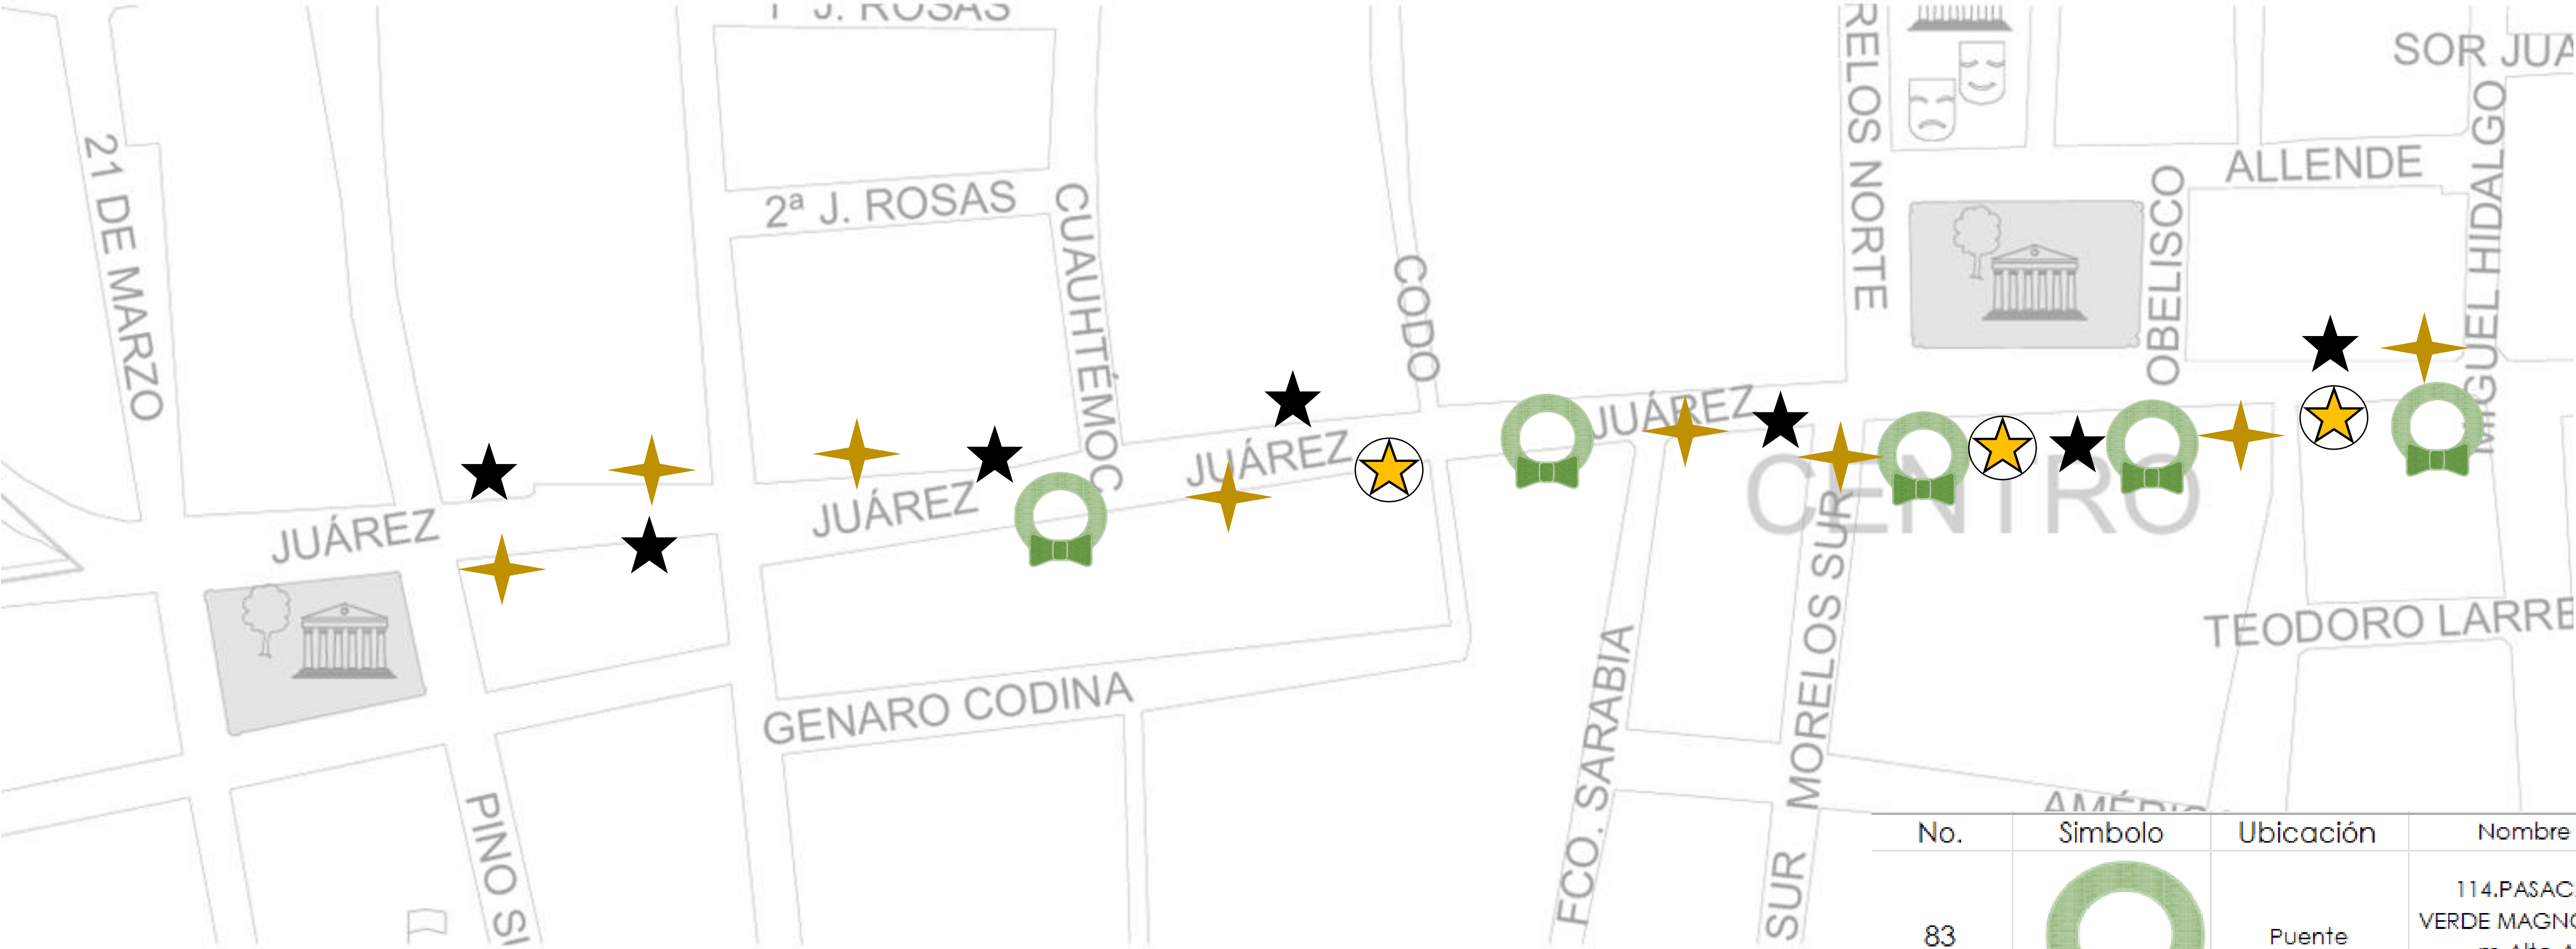 J. ROSAS
SOR
21 DE MARZO
2ª J. ROSAS
CUAUHTÉMOC
CODO
RELOS NORTE
ALLENDE
OBELISCO
MIGUEL HIDALGO
JUÁREZ
JUÁREZ
JUÁREZ
JUÁREZ
CENTRO
GENARO CODINA
TEODORO LARRE
FCO. SARABIA
MORELOS SUR
SUR
PINO
No. Simbolo Ubicación Nombre
83 Puente 114.PASAC
VERDE MAGNO